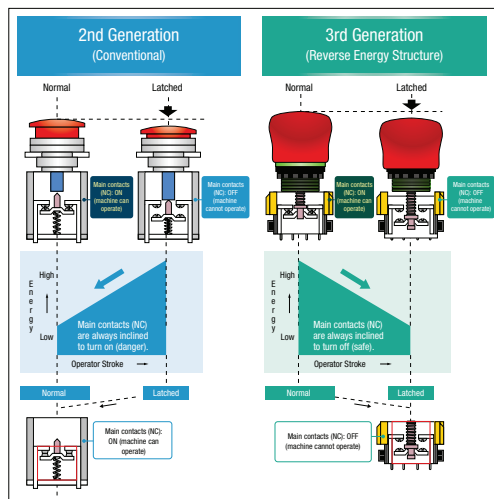 2nd Generation
(Conventional)
Normal
Latched
Main contacts
(NC): ON
(machine can
operate)
Main contacts
(NC): OFF
(machine
cannot operate)
High
Energy
Low
Main contacts (NC)
are always inclined
to turn on (danger).
Operator Stroke
Normal
Latched
Main contacts (NC):
ON (machine can
operate)
3rd Generation
(Reverse Energy Structure)
Normal
Latched
Main contacts
(NC): ON
(machine can
operate)
Main contacts
(NC): OFF
(machine
cannot operate)
High
Energy
Low
Main contacts (NC)
are always inclined
to turn off (safe).
Operator Stroke
Normal
Latched
Main contacts (NC): OFF
(machine cannot operate)